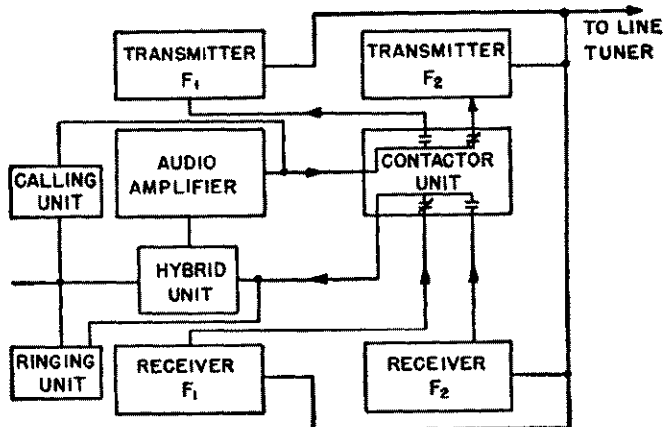 TO LINE
TUNER
TRANSMITTER
F₁
TRANSMITTER
F₂
CALLING
UNIT
AUDIO
AMPLIFIER
CONTACTOR
UNIT
HYBRID
UNIT
RINGING
UNIT
RECEIVER
F₁
RECEIVER
F₂